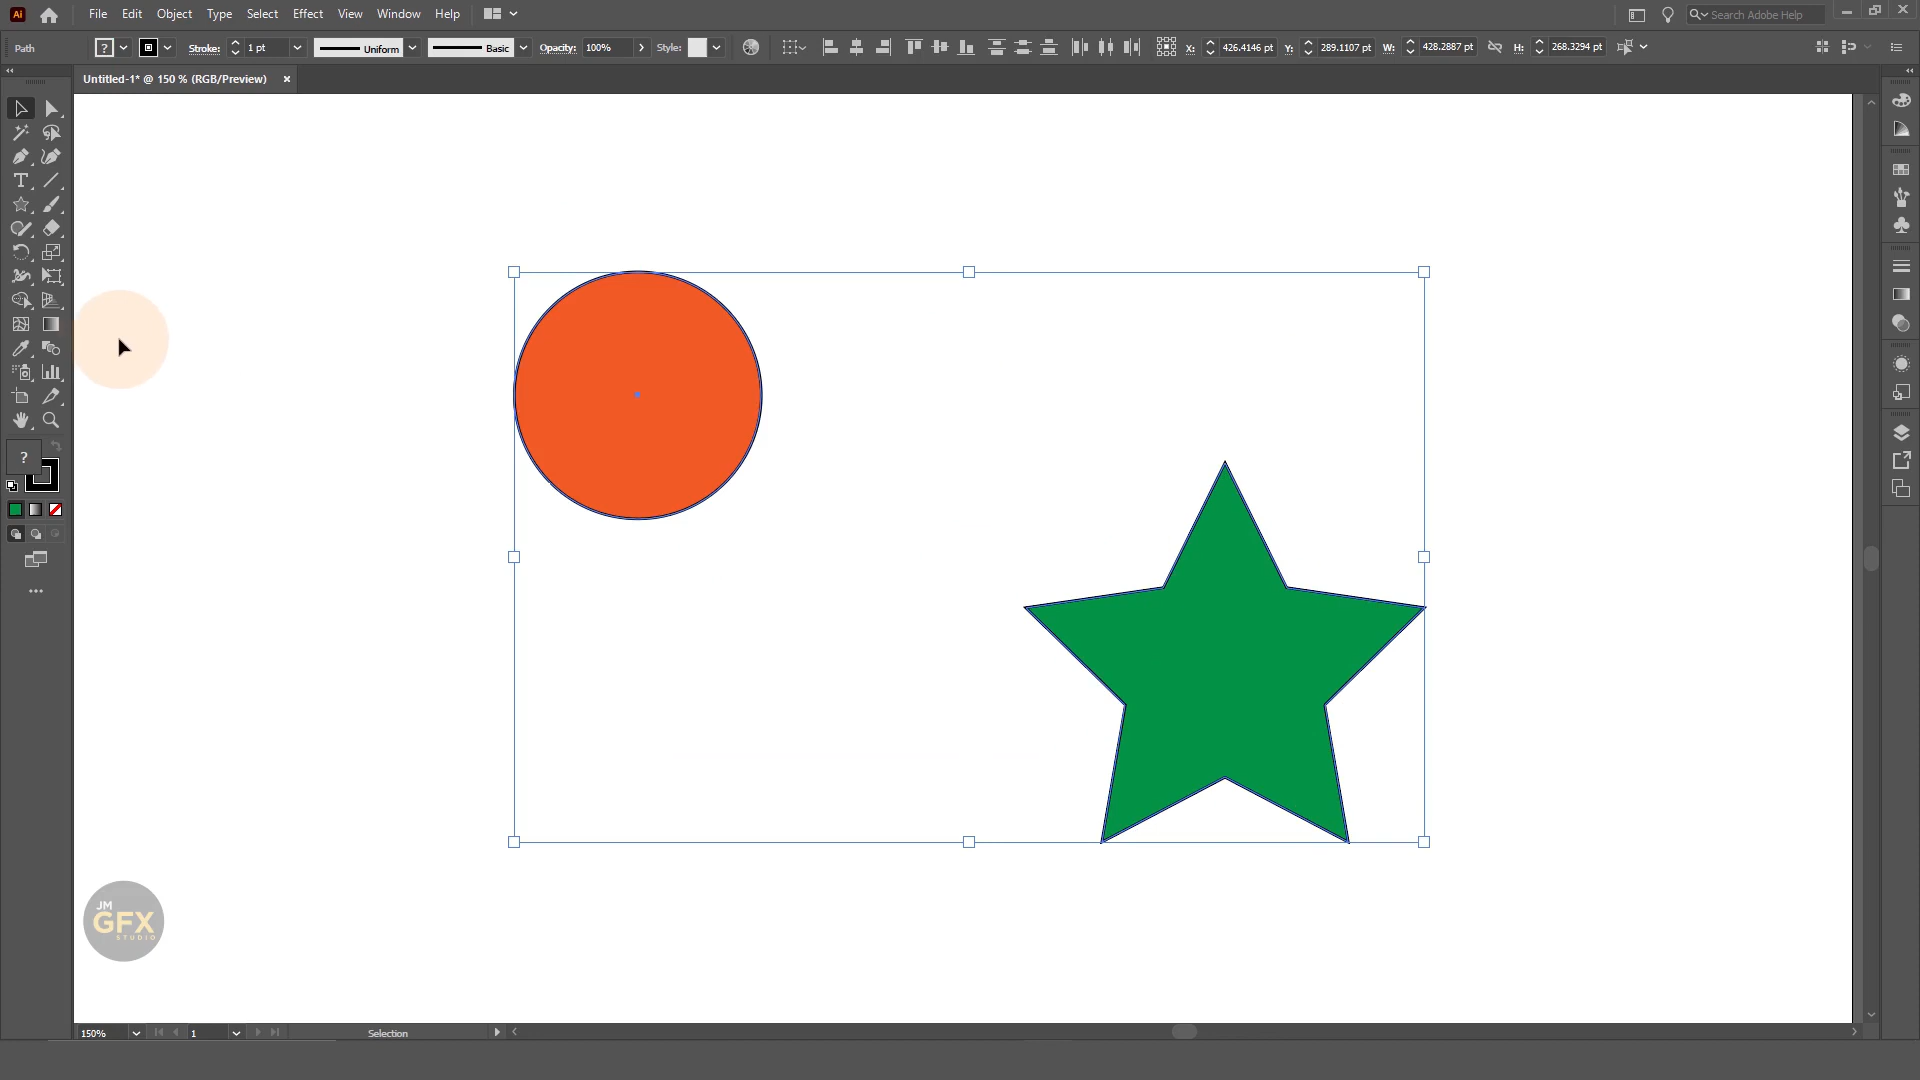 Ai File Edit Object Type Select Effect View Window Help Search Adobe Help
Path ? Stroke: 1 pt Uniform Basic Opacity: 100% Style: X: 426.4146 pt Y: 289.1107 pt W: 428.2887 pt H: 268.3294 pt
Untitled-1* @ 150 % (RGB/Preview) ×
?
JM
GFX
STUDIO
150% 1 Selection